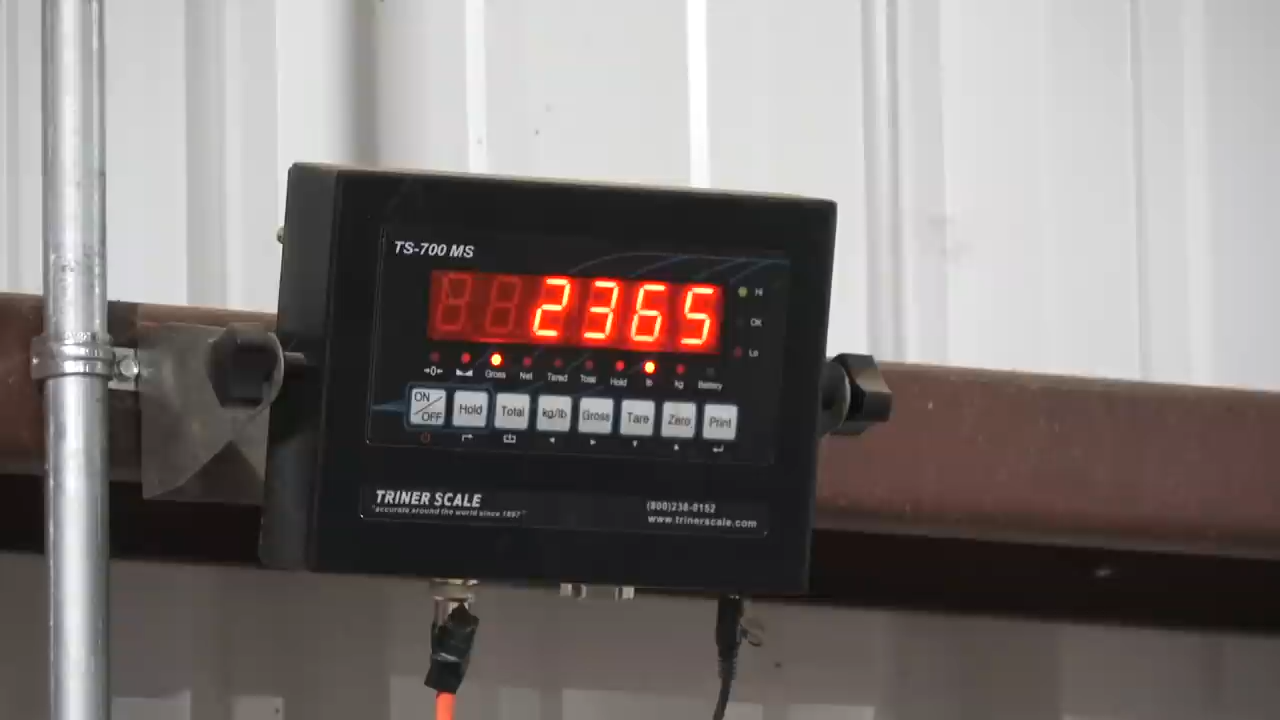 TS-700 MS
2365
Hi
OK
Lo
→0← Gross Net Tared Total Hold lb kg Battery
ON/OFF Hold Total kg/lb Gross Tare Zero Print
TRINER SCALE
"accurate around the world since 1897"
(800)238-0152
www.trinerscale.com